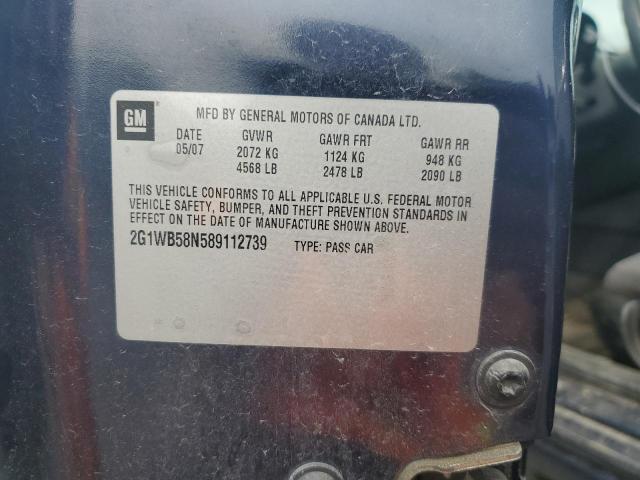 GM
MFD BY GENERAL MOTORS OF CANADA LTD.
DATE GVWR GAWR FRT GAWR RR
05/07 2072 KG 1124 KG 948 KG
4568 LB 2478 LB 2090 LB
THIS VEHICLE CONFORMS TO ALL APPLICABLE U.S. FEDERAL MOTOR
VEHICLE SAFETY, BUMPER, AND THEFT PREVENTION STANDARDS IN
EFFECT ON THE DATE OF MANUFACTURE SHOWN ABOVE.
2G1WB58N589112739 TYPE: PASS CAR